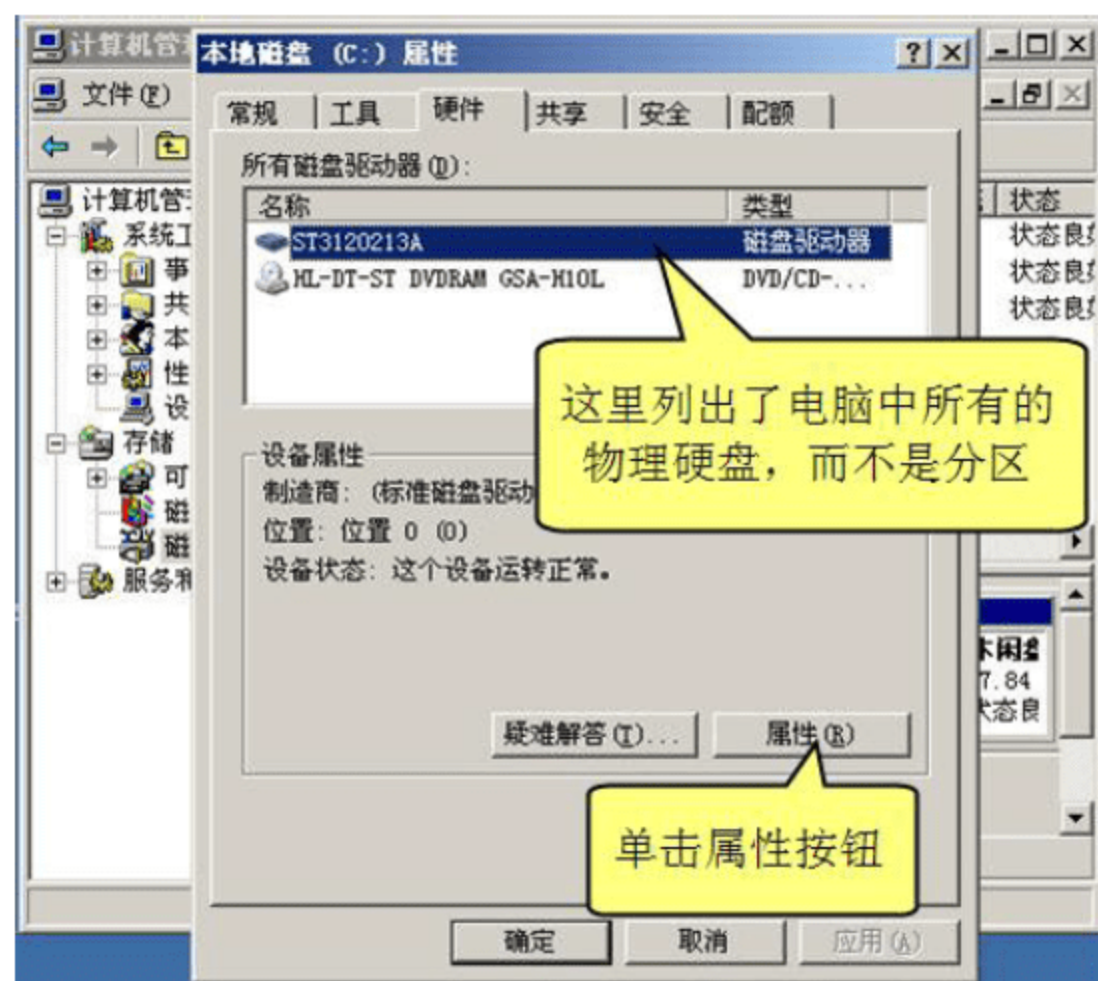 计算机管
本地磁盘 (C:) 属性
文件(F)
常规 工具 硬件 共享 安全 配额
所有磁盘驱动器(D):
名称 类型
ST3120213A 磁盘驱动器
HL-DT-ST DVDRAM GSA-H10L DVD/CD-...
这里列出了电脑中所有的
物理硬盘，而不是分区
设备属性
制造商: (标准磁盘驱动
位置: 位置 0 (0)
设备状态: 这个设备运转正常。
疑难解答(T)... 属性(R)
单击属性按钮
确定 取消 应用(A)
计算机管
系统工
事
共
本
性
设
存储
可
磁
磁
服务和
状态
状态良好
状态良好
状态良好
7.84
状态良